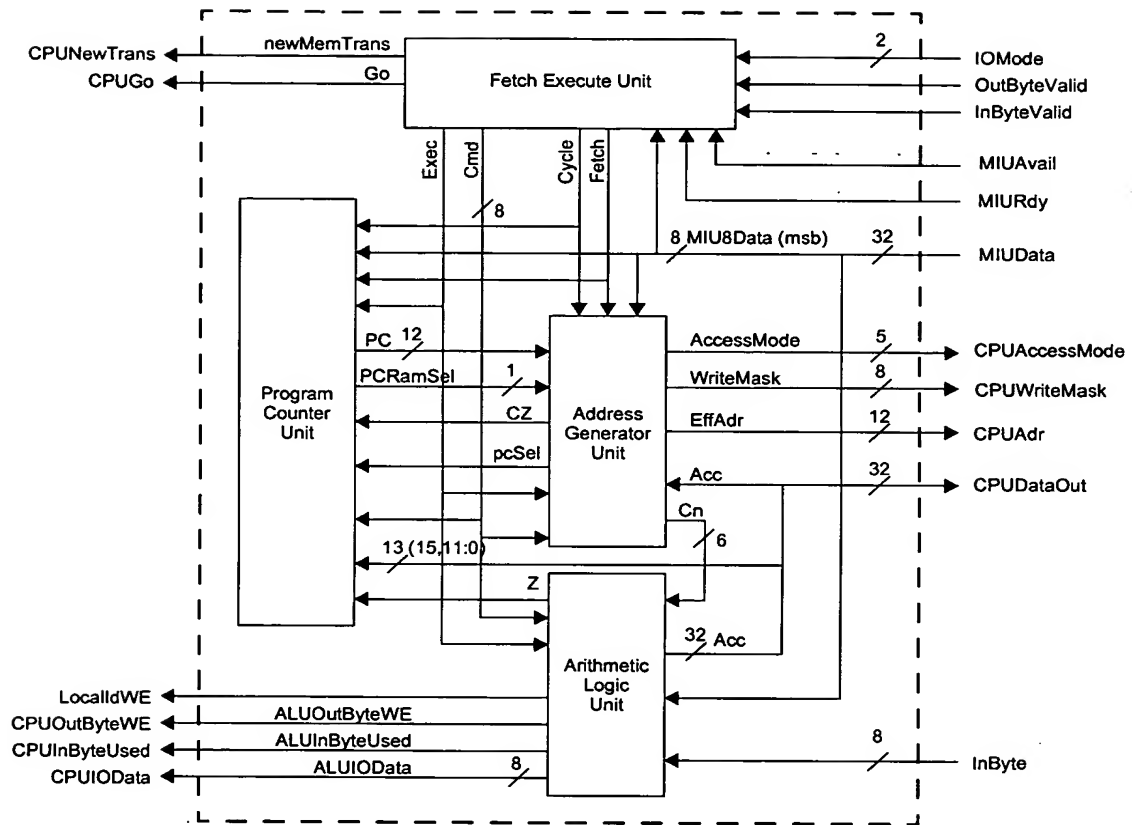 CPUNewTrans
newMemTrans
CPUGo
Go
Fetch Execute Unit
2
IOMode
OutByteValid
InByteValid
MIUAvail
MIURdy
Exec
Cmd
Cycle
Fetch
8
8 MIU8Data (msb)
32
MIUData
PC
12
PCRamSel
1
CZ
pcSel
Program
Counter
Unit
Address
Generator
Unit
AccessMode
5
CPUAccessMode
WriteMask
8
CPUWriteMask
EffAdr
12
CPUAdr
Acc
32
CPUDataOut
Cn
6
13 (15,11:0)
Z
32 Acc
Arithmetic
Logic
Unit
LocalIdWE
CPUOutByteWE
ALUOutByteWE
CPUInByteUsed
ALUInByteUsed
CPUIOData
ALUIOData
8
8
InByte